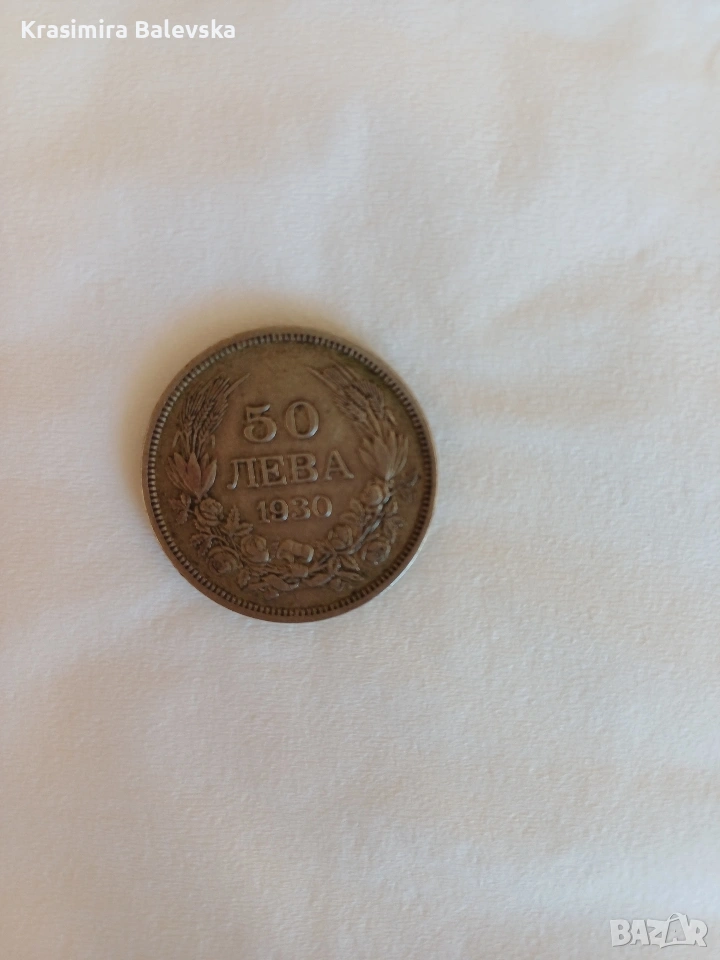 Krasimira Balevska
50
ЛЕВА
1930
BAZAR